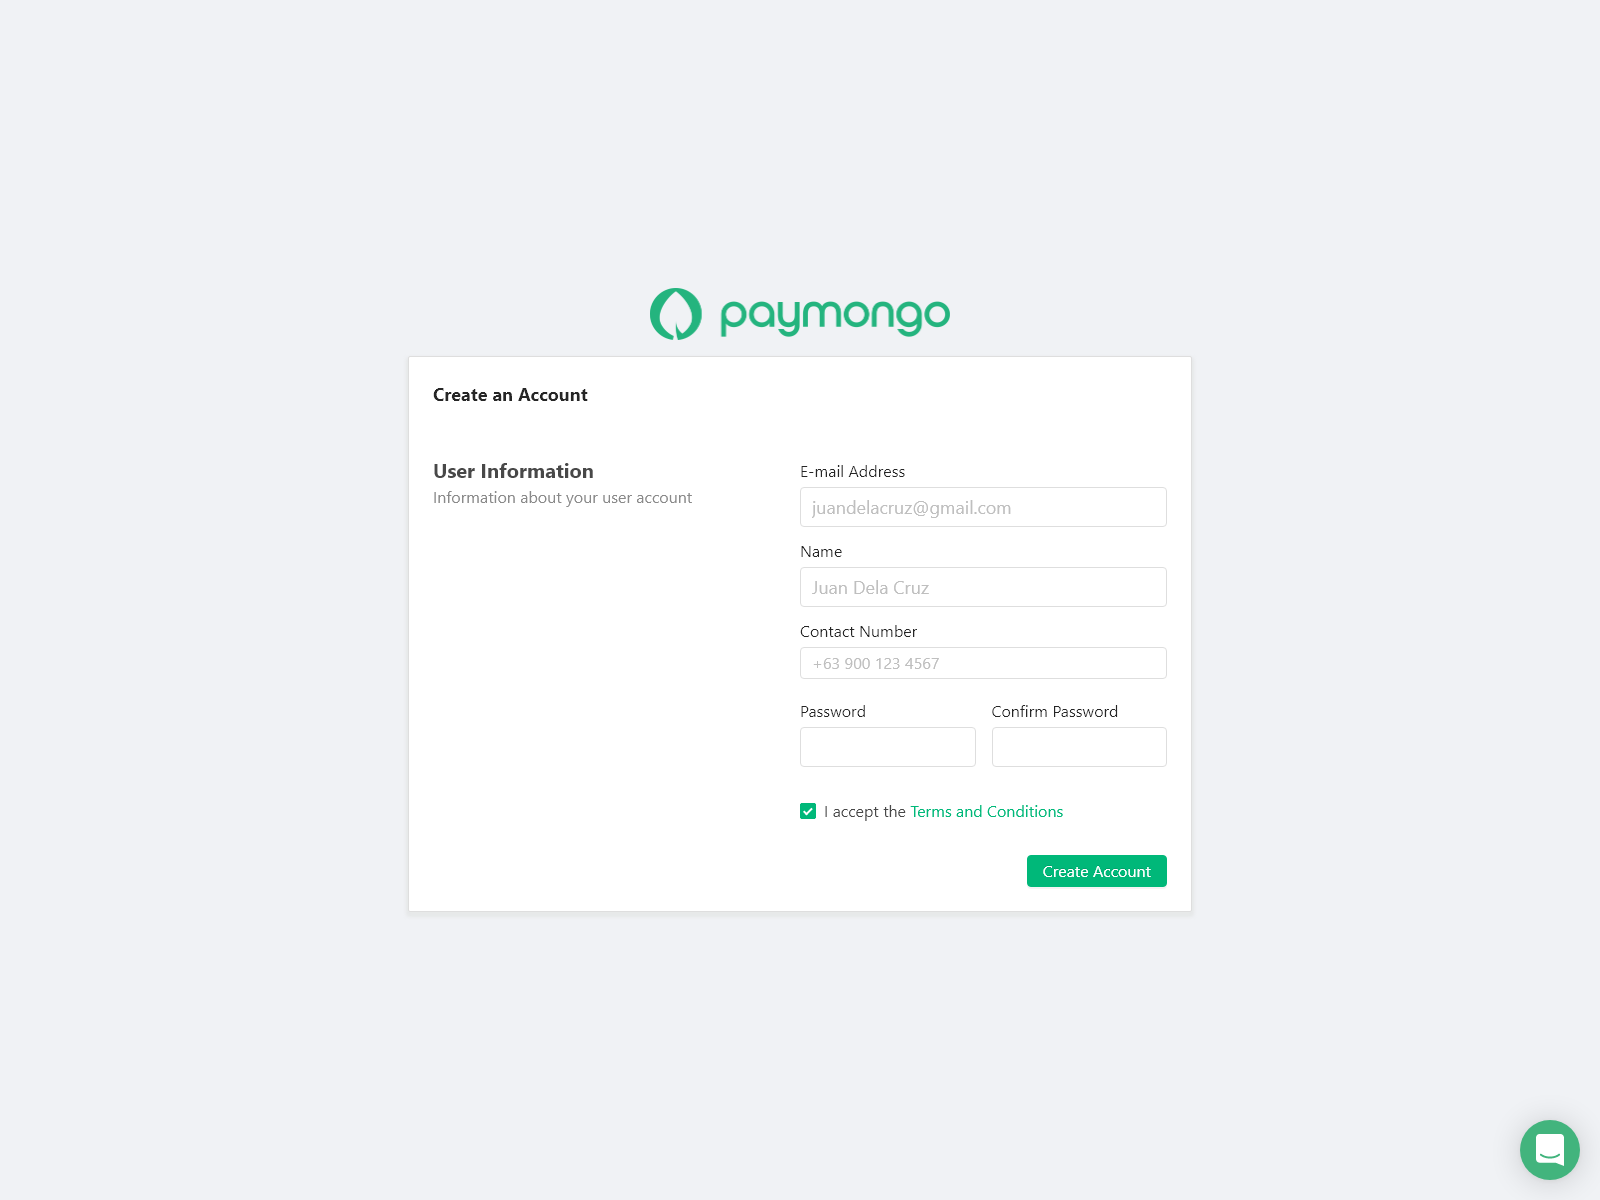 paymongo
Create an Account
User Information
Information about your user account
E-mail Address
juandelacruz@gmail.com
Name
Juan Dela Cruz
Contact Number
+63 900 123 4567
Password
Confirm Password
I accept the Terms and Conditions
Create Account